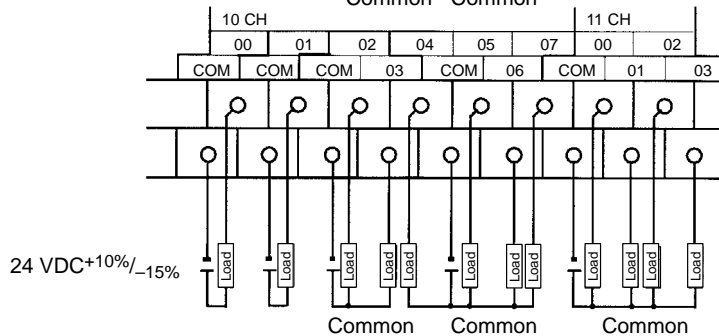 Common Common
10 CH 11 CH
00 01 02 04 05 07 00 02
COM COM COM 03 COM 06 COM 01 03
Load Load Load Load Load Load Load Load Load Load Load Load
24 VDC+10%/–15%
Common Common Common